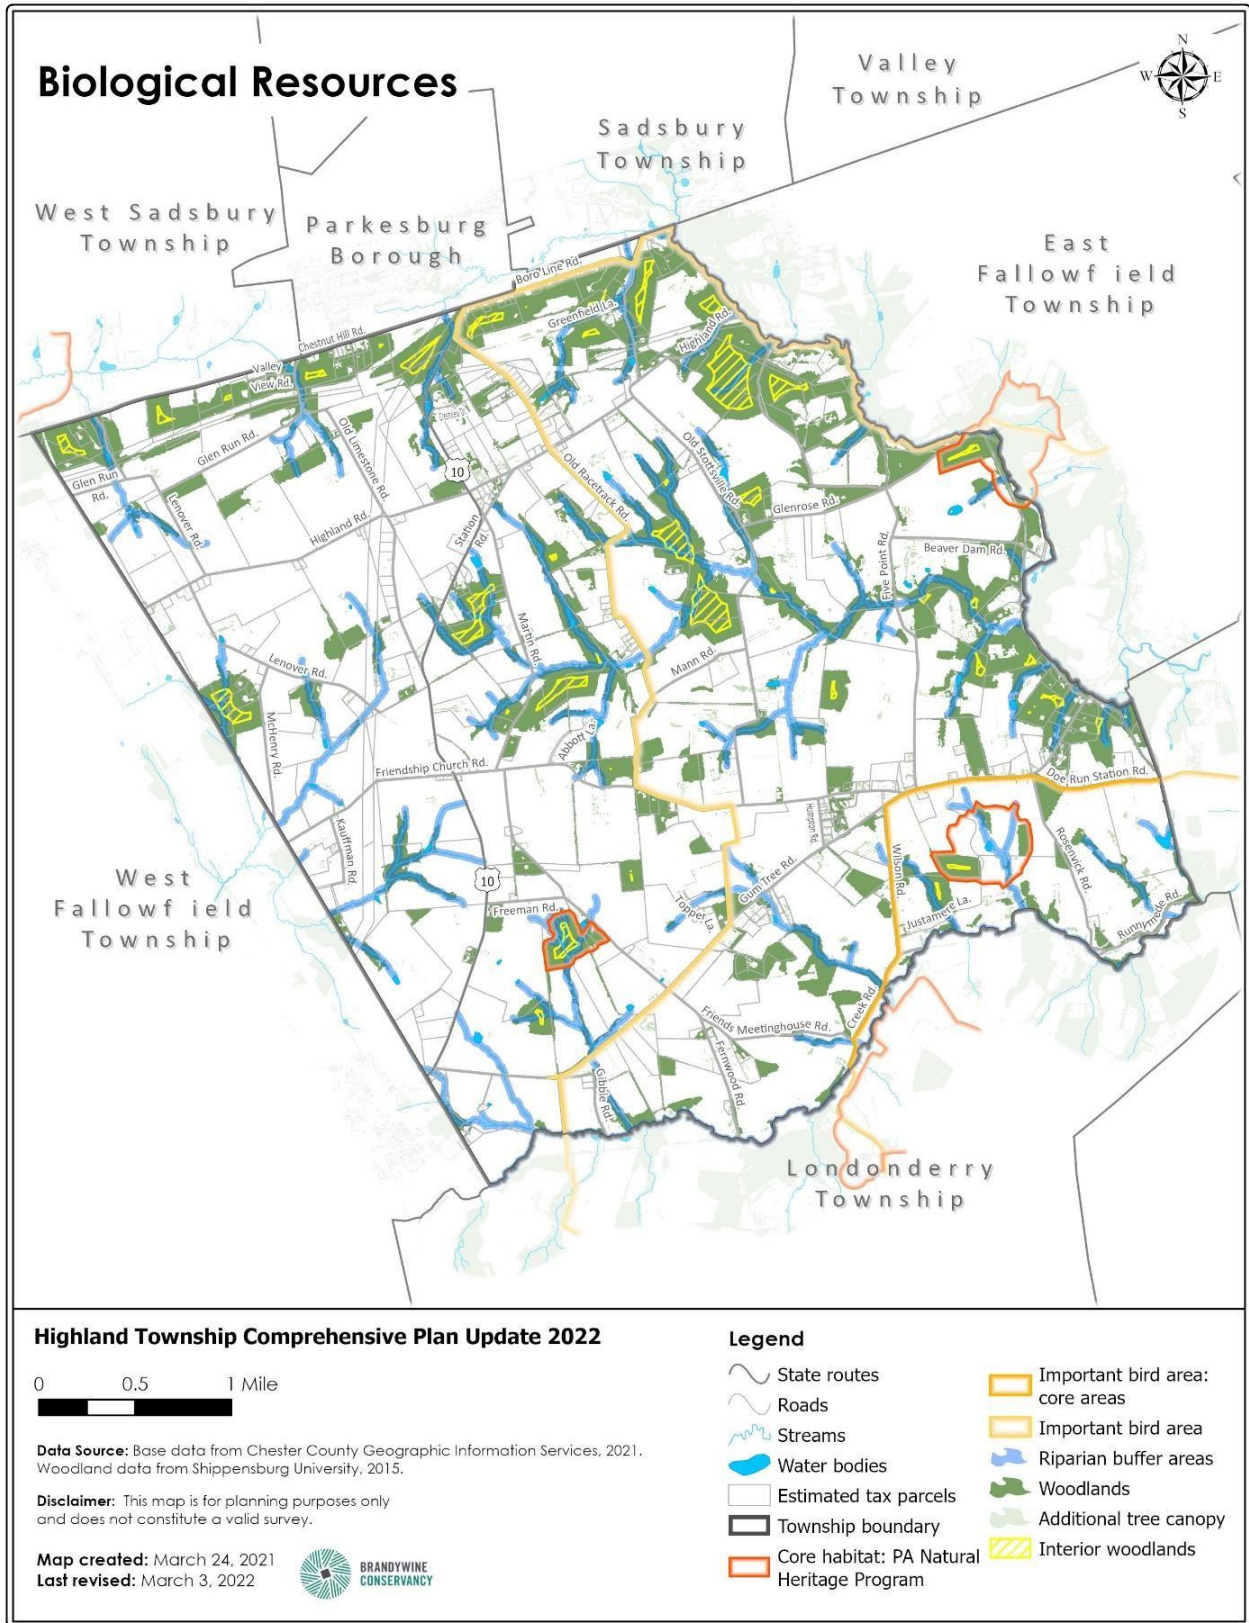 Biological Resources
N
W
E
S
Valley
Township
Sadsbury
Township
West Sadsbury
Township
Parkesburg
Borough
East
Fallowf ield
Township
Boro Line Rd.
Greenfield La.
Chestnut Hill Rd.
Highland Rd.
Valley
View Rd.
Glen Run Rd.
Old Limestone Rd.
10
Glen Run
Rd.
Lenover Rd.
Highland Rd.
Station
Rd.
Old Racetrack Rd.
Old Stottsville Rd.
Glenrose Rd.
Five Point Rd.
Beaver Dam Rd.
Martin Rd.
Lenover Rd.
Mann Rd.
McHenry Rd.
Abbott La.
Friendship Church Rd.
Doe Run Station Rd.
Hampton Rd.
Kauffman Rd.
Wilson Rd.
Rosenvick Rd.
West
Fallowf ield
Township
10
Gum Tree Rd.
Freeman Rd.
Toppet La.
Justamere La.
Runnymede Rd.
Creek Rd.
Friends Meetinghouse Rd.
Fernwood Rd.
Gibble Rd.
Londonderry
Township
Highland Township Comprehensive Plan Update 2022
0 0.5 1 Mile
Data Source: Base data from Chester County Geographic Information Services, 2021.
Woodland data from Shippensburg University, 2015.
Disclaimer: This map is for planning purposes only
and does not constitute a valid survey.
Map created: March 24, 2021
Last revised: March 3, 2022
BRANDYWINE
CONSERVANCY
Legend
State routes
Roads
Streams
Water bodies
Estimated tax parcels
Township boundary
Core habitat: PA Natural
Heritage Program
Important bird area:
core areas
Important bird area
Riparian buffer areas
Woodlands
Additional tree canopy
Interior woodlands